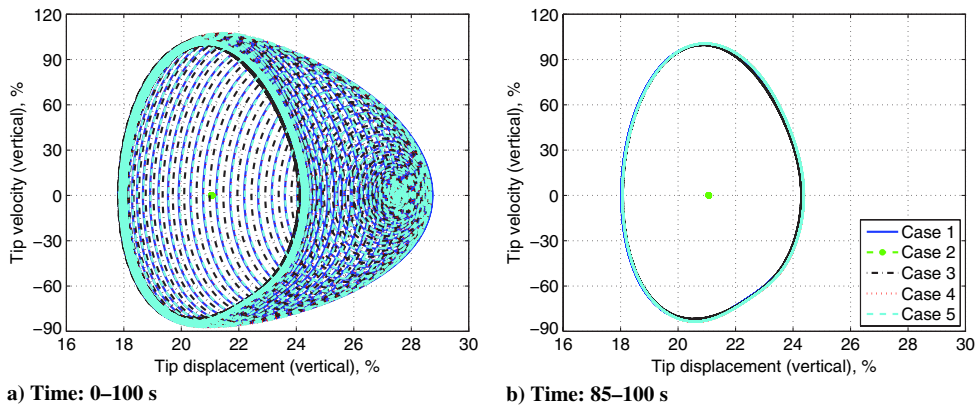 120
90
60
30
0
−30
−60
−90
Tip velocity (vertical), %
16 18 20 22 24 26 28 30
Tip displacement (vertical), %
a) Time: 0–100 s
120
90
60
30
0
−30
−60
−90
Tip velocity (vertical), %
Case 1
Case 2
Case 3
Case 4
Case 5
16 18 20 22 24 26 28 30
Tip displacement (vertical), %
b) Time: 85–100 s